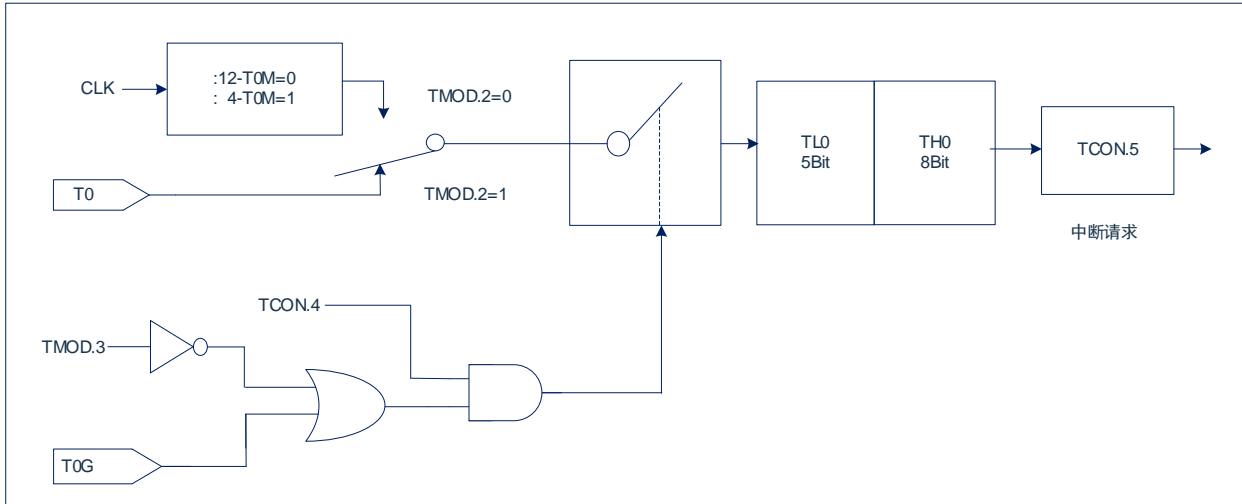 CLK
:12-T0M=0
: 4-T0M=1
TMOD.2=0
T0
TMOD.2=1
TL0
5Bit
TH0
8Bit
TCON.5
中断请求
TCON.4
TMOD.3
T0G